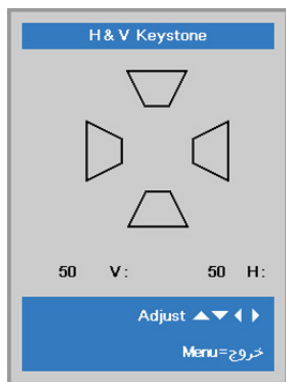 H & V Keystone
50 V: 50 H:
Adjust ▲▼◀▶
خروج=Menu